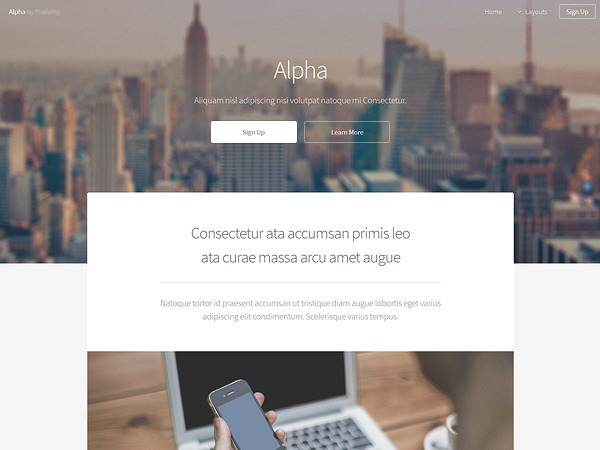 Alpha by Pixelarity
Home
Layouts
Sign Up
Alpha
Aliquam nisl adipiscing nisi volutpat natoque mi Consectetur.
Sign Up
Learn More
Consectetur ata accumsan primis leo
ata curae massa arcu amet augue
Natoque tortor id praesent accumsan ut tristique diam augue lobortis eget varius
adipiscing elit condimentum. Scelerisque varius tempus.